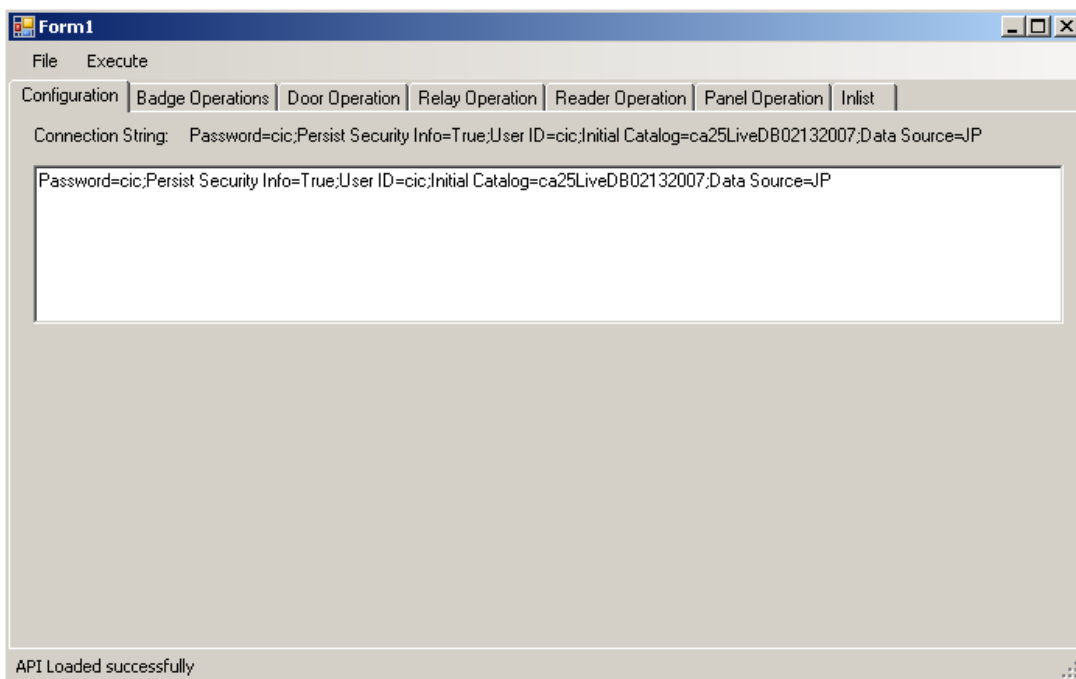 Form1
File Execute
Configuration Badge Operations Door Operation Relay Operation Reader Operation Panel Operation Inlist
Connection String: Password=cic;Persist Security Info=True;User ID=cic;Initial Catalog=ca25LiveDB02132007;Data Source=JP
Password=cic;Persist Security Info=True;User ID=cic;Initial Catalog=ca25LiveDB02132007;Data Source=JP
API Loaded successfully